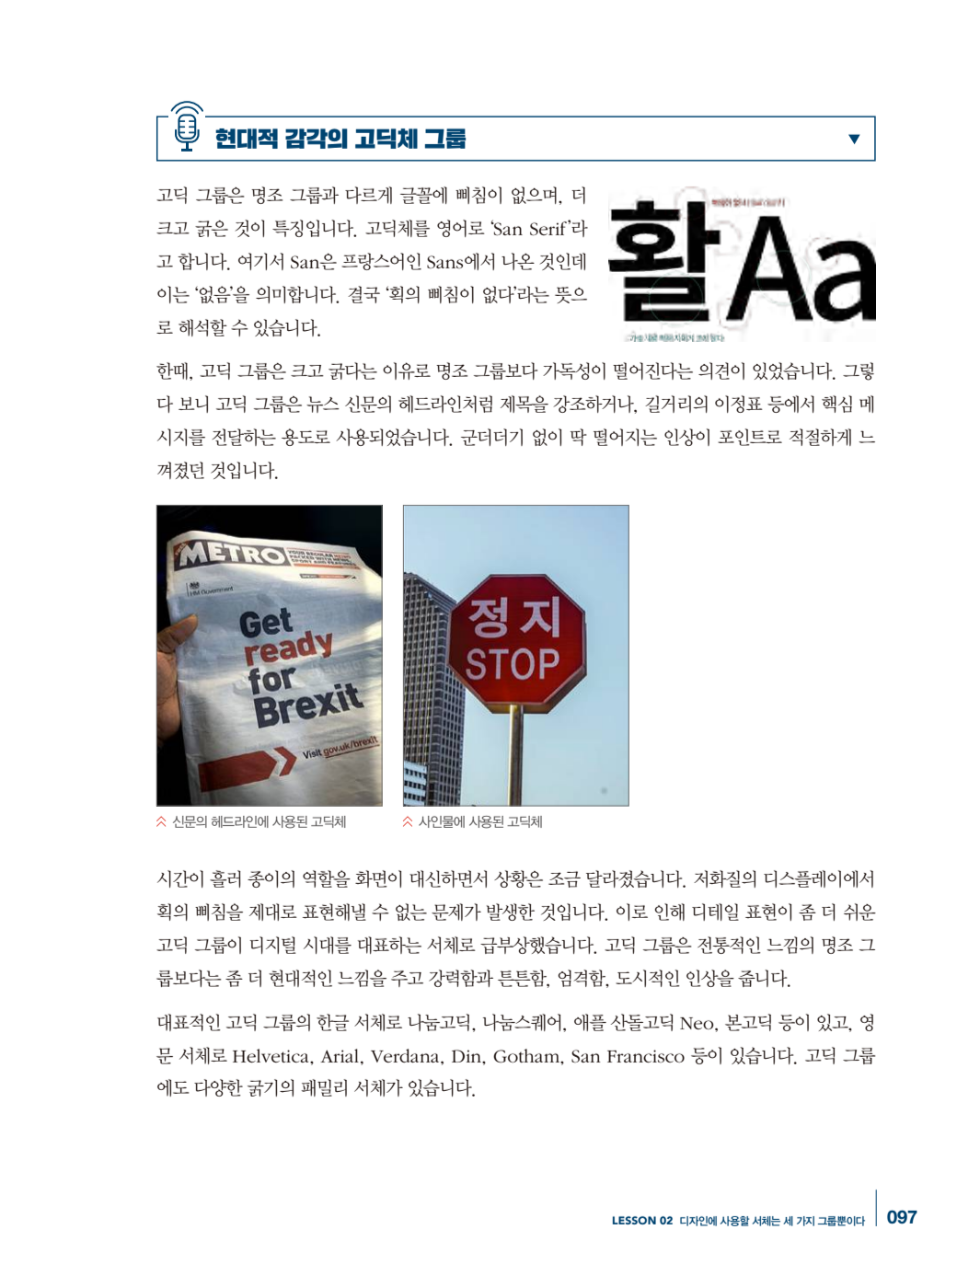 현대적 감각의 고딕체 그룹
고딕 그룹은 명조 그룹과 다르게 글꼴에 삐침이 없으며, 더
크고 굵은 것이 특징입니다. 고딕체를 영어로 ‘San Serif’라
고 합니다. 여기서 San은 프랑스어인 Sans에서 나온 것인데
이는 ‘없음’을 의미합니다. 결국 ‘획의 삐침이 없다’라는 뜻으
로 해석할 수 있습니다.
활 Aa
한때, 고딕 그룹은 크고 굵다는 이유로 명조 그룹보다 가독성이 떨어진다는 의견이 있었습니다. 그렇
다 보니 고딕 그룹은 뉴스 신문의 헤드라인처럼 제목을 강조하거나, 길거리의 이정표 등에서 핵심 메
시지를 전달하는 용도로 사용되었습니다. 군더더기 없이 딱 떨어지는 인상이 포인트로 적절하게 느
껴졌던 것입니다.
METRO
HM Government
Get
ready
for
Brexit
Visit gov.uk/brexit
정지
STOP
신문의 헤드라인에 사용된 고딕체
사인물에 사용된 고딕체
시간이 흘러 종이의 역할을 화면이 대신하면서 상황은 조금 달라졌습니다. 저화질의 디스플레이에서
획의 삐침을 제대로 표현해낼 수 없는 문제가 발생한 것입니다. 이로 인해 디테일 표현이 좀 더 쉬운
고딕 그룹이 디지털 시대를 대표하는 서체로 급부상했습니다. 고딕 그룹은 전통적인 느낌의 명조 그
룹보다는 좀 더 현대적인 느낌을 주고 강력함과 튼튼함, 엄격함, 도시적인 인상을 줍니다.
대표적인 고딕 그룹의 한글 서체로 나눔고딕, 나눔스퀘어, 애플 산돌고딕 Neo, 본고딕 등이 있고, 영
문 서체로 Helvetica, Arial, Verdana, Din, Gotham, San Francisco 등이 있습니다. 고딕 그룹
에도 다양한 굵기의 패밀리 서체가 있습니다.
LESSON 02 디자인에 사용할 서체는 세 가지 그룹뿐이다 097